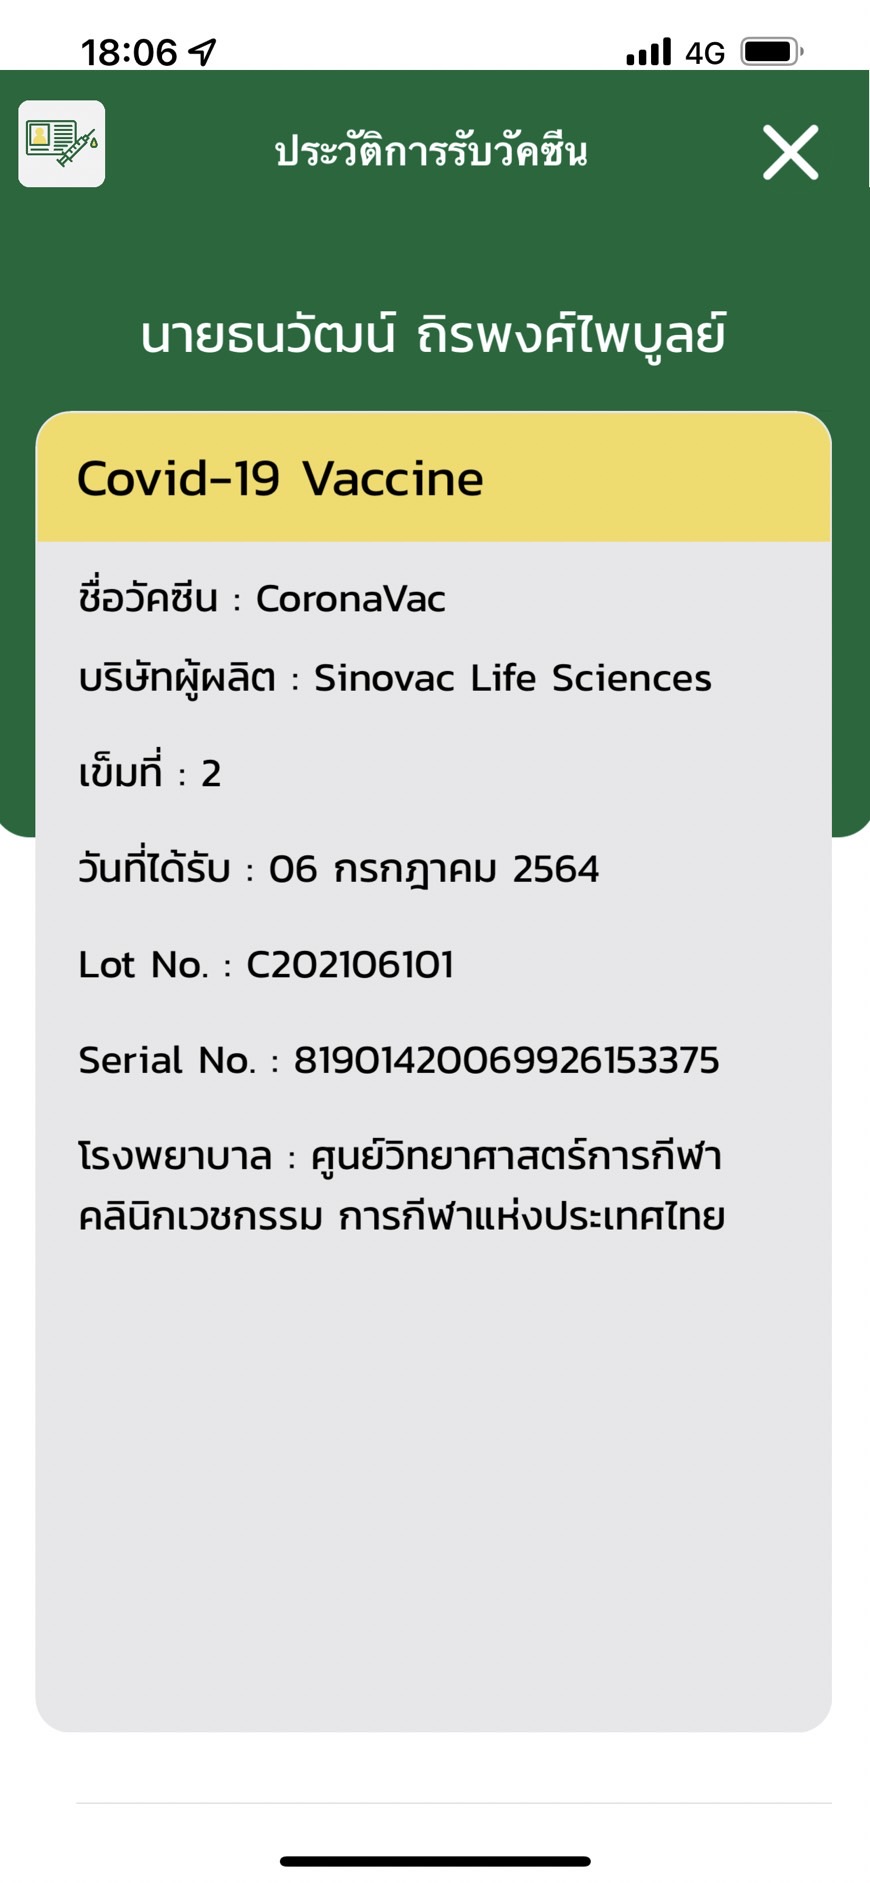 18:06
4G
ประวัติการรับวัคซีน
นายธนวัฒน์ ถิรพงศ์ไพบูลย์
Covid-19 Vaccine
ชื่อวัคซีน : CoronaVac
บริษัทผู้ผลิต : Sinovac Life Sciences
เข็มที่ : 2
วันที่ได้รับ : 06 กรกฎาคม 2564
Lot No. : C202106101
Serial No. : 81901420069926153375
โรงพยาบาล : ศูนย์วิทยาศาสตร์การกีฬา
คลินิกเวชกรรม การกีฬาแห่งประเทศไทย